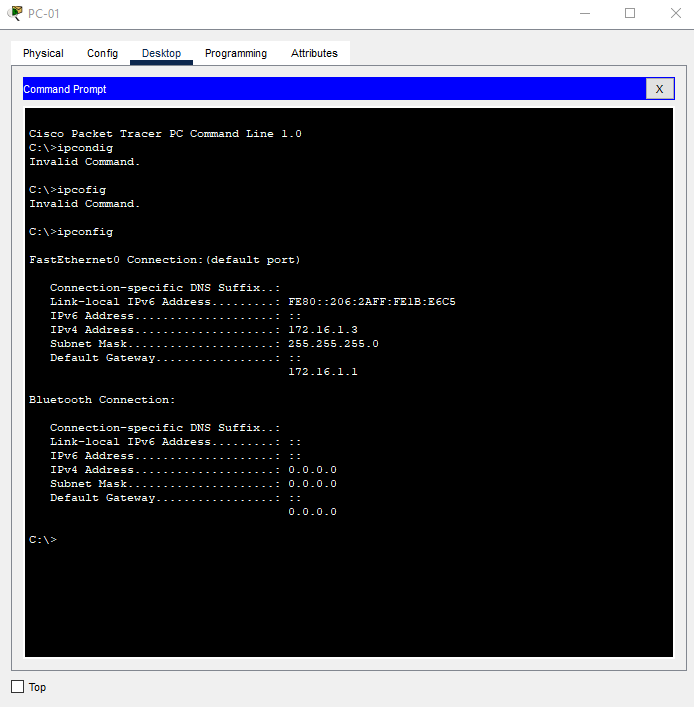 PC-01
Physical Config Desktop Programming Attributes
Command Prompt X
Cisco Packet Tracer PC Command Line 1.0
C:\>ipcondig
Invalid Command.
C:\>ipcofig
Invalid Command.
C:\>ipconfig
FastEthernet0 Connection:(default port)
Connection-specific DNS Suffix..:
Link-local IPv6 Address.........: FE80::206:2AFF:FE1B:E6C5
IPv6 Address....................: ::
IPv4 Address....................: 172.16.1.3
Subnet Mask.....................: 255.255.255.0
Default Gateway.................: ::
172.16.1.1
Bluetooth Connection:
Connection-specific DNS Suffix..:
Link-local IPv6 Address.........: ::
IPv6 Address....................: ::
IPv4 Address....................: 0.0.0.0
Subnet Mask.....................: 0.0.0.0
Default Gateway.................: ::
0.0.0.0
C:\>
Top